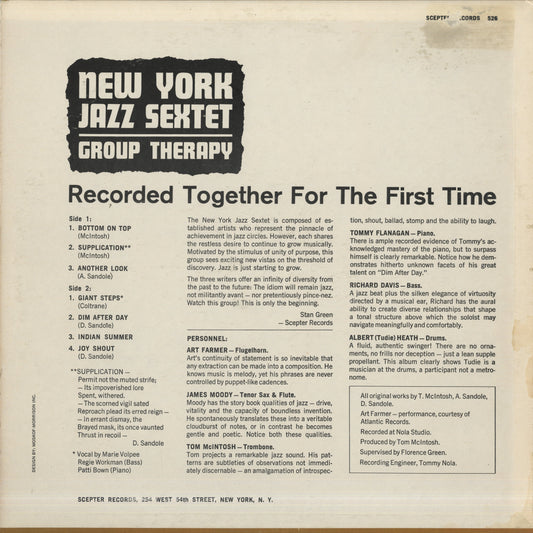 SCEPTER RECORDS 526
NEW YORK
JAZZ SEXTET
GROUP THERAPY
Recorded Together For The First Time
Side 1:
1. BOTTOM ON TOP
(McIntosh)
2. SUPPLICATION**
(McIntosh)
3. ANOTHER LOOK
(A. Sandole)
Side 2:
1. GIANT STEPS*
(Coltrane)
2. DIM AFTER DAY
(D. Sandole)
3. INDIAN SUMMER
4. JOY SHOUT
(D. Sandole)
**SUPPLICATION –
Permit not the muted strife;
– Its impoverished lore
Spent, withered.
– The scorned vigil sated
Reproach plead its erred reign –
– In errant dismay, the
Brayed mask, its once vaunted
Thrust in recoil –
D. Sandole
* Vocal by Marie Volpee
Regie Workman (Bass)
Patti Bown (Piano)
The New York Jazz Sextet is composed of es-
tablished artists who represent the pinnacle of
achievement in jazz circles. However, each shares
the restless desire to continue to grow musically.
Motivated by the stimulus of unity of purpose, this
group sees exciting new vistas on the threshold of
discovery. Jazz is just starting to grow.
The three writers offer an infinity of diversity from
the past to future: The idiom will remain jazz,
not militantly avant – nor pretentiously pince-nez.
Watch this group! This is only the beginning.
Stan Green
– Scepter Records
PERSONNEL:
ART FARMER – Flugelhorn.
Art's continuity of statement is so inevitable that
any extraction can be made into a composition. He
knows music is melody, yet his phrases are never
controlled by puppet-like cadences.
JAMES MOODY – Tenor Sax & Flute.
Moody has the story book qualities of jazz – drive,
vitality and the capacity of boundless invention.
He spontaneously translates these into a veritable
cloudburst of notes, or in contrast he becomes
gentle and poetic. Notice both these qualities.
TOM McINTOSH – Trombone.
Tom projects a remarkable jazz sound. His pat-
terns are subtleties of observations not immedi-
ately discernable – an amalgamation of introspec-
tion, shout, ballad, stomp and the ability to laugh.
TOMMY FLANAGAN – Piano.
There is ample recorded evidence of Tommy's ac-
knowledged mastery of the piano, but to surpass
himself is clearly remarkable. Notice how he dem-
onstrates hitherto unknown facets of his great
talent on "Dim After Day."
RICHARD DAVIS – Bass.
A jazz beat plus the silken elegance of virtuosity
directed by a musical ear, Richard has the aural
ability to create diverse relationships that shape
a tonal structure above which the soloist may
navigate meaningfully and comfortably.
ALBERT (Tudie) HEATH – Drums.
A fluid, authentic swinger! There are no orna-
ments, no frills nor deception – just a lean supple
propellant. This album clearly shows Tudie is a
musician at the drums, a participant not a metro-
nome.
All original works by T. McIntosh, A. Sandole,
D. Sandole.
Art Farmer – performance, courtesy of
Atlantic Records.
Recorded at Nola Studio.
Produced by Tom McIntosh.
Supervised by Florence Green.
Recording Engineer, Tommy Nola.
DESIGN BY: MOSKOF-MORRISON INC.
SCEPTER RECORDS, 254 WEST 54th STREET, NEW YORK, N. Y.